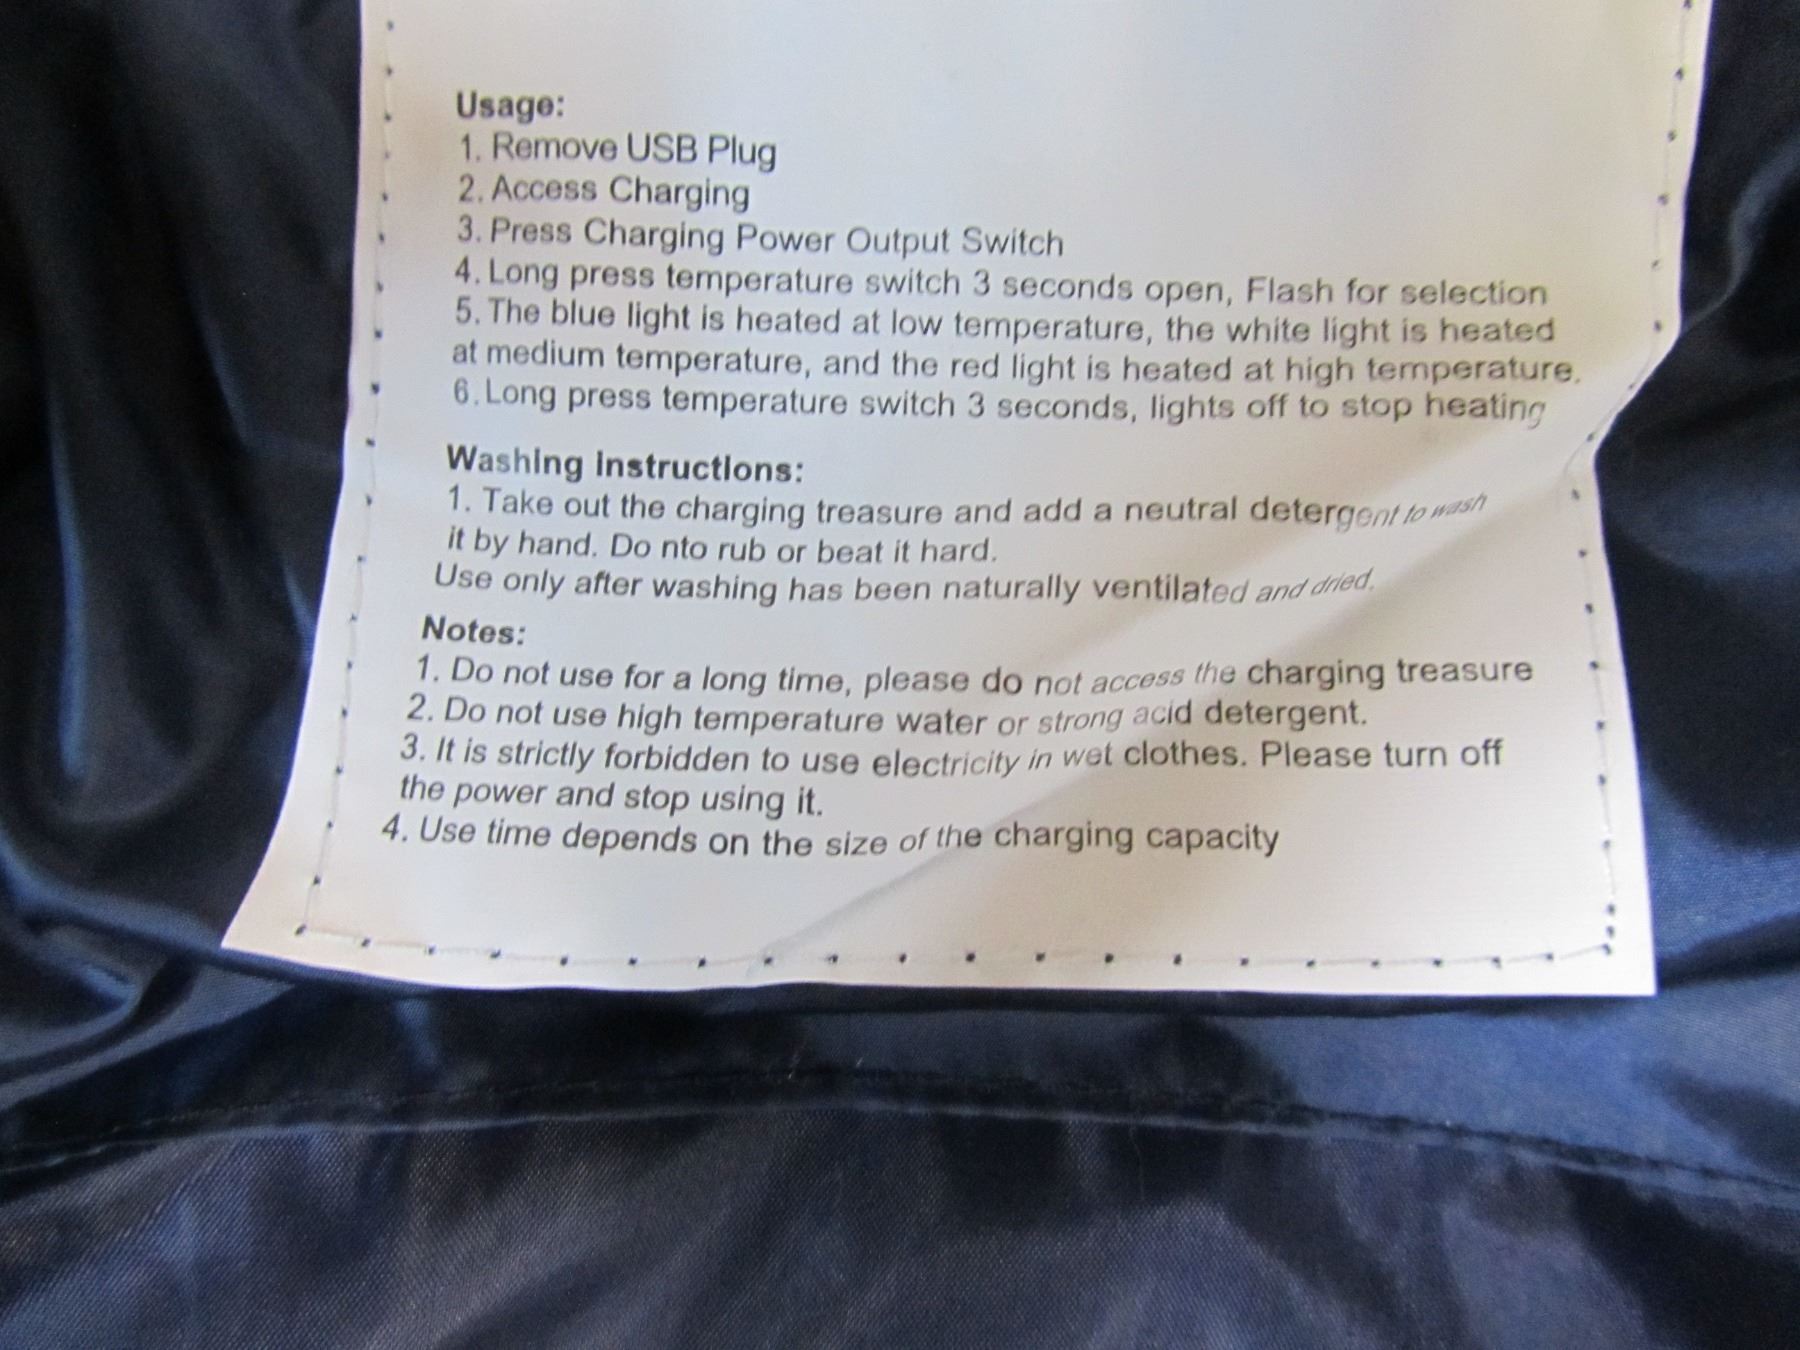 Usage:
1. Remove USB Plug
2. Access Charging
3. Press Charging Power Output Switch
4. Long press temperature switch 3 seconds open, Flash for selection
5. The blue light is heated at low temperature, the white light is heated
at medium temperature, and the red light is heated at high temperature.
6. Long press temperature switch 3 seconds, lights off to stop heating
Washing instructions:
1. Take out the charging treasure and add a neutral detergent to wash
it by hand. Do nto rub or beat it hard.
Use only after washing has been naturally ventilated and dried.
Notes:
1. Do not use for a long time, please do not access the charging treasure
2. Do not use high temperature water or strong acid detergent.
3. It is strictly forbidden to use electricity in wet clothes. Please turn off
the power and stop using it.
4. Use time depends on the size of the charging capacity